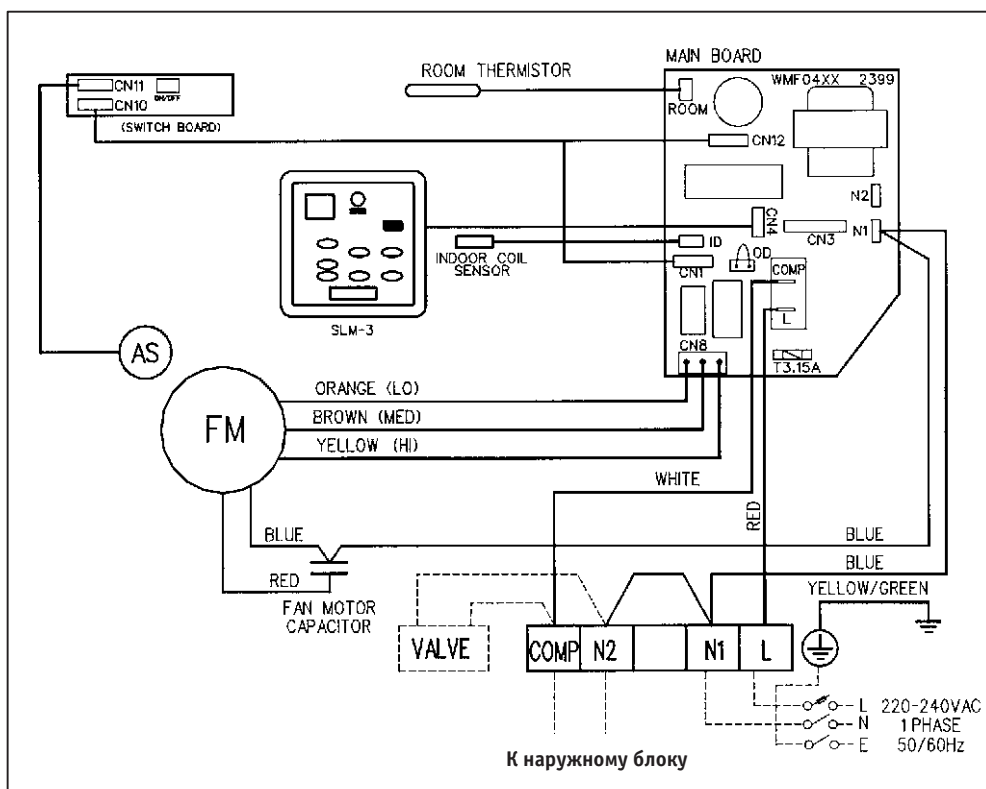 MAIN BOARD
WMF04XX 2399
ROOM THERMISTOR
ROOM
CN11
ON/OFF
CN10
(SWITCH BOARD)
CN12
N2
CN4
CN3
N1
ID
INDOOR COIL
SENSOR
OD
CN1
COMP
L
SLM-3
CN8
T3.15A
AS
FM
ORANGE (LO)
BROWN (MED)
YELLOW (HI)
WHITE
RED
BLUE
BLUE
BLUE
RED
YELLOW/GREEN
FAN MOTOR
CAPACITOR
VALVE
COMP N2 N1 L
L 220-240VAC
N 1PHASE
E 50/60Hz
К наружному блоку